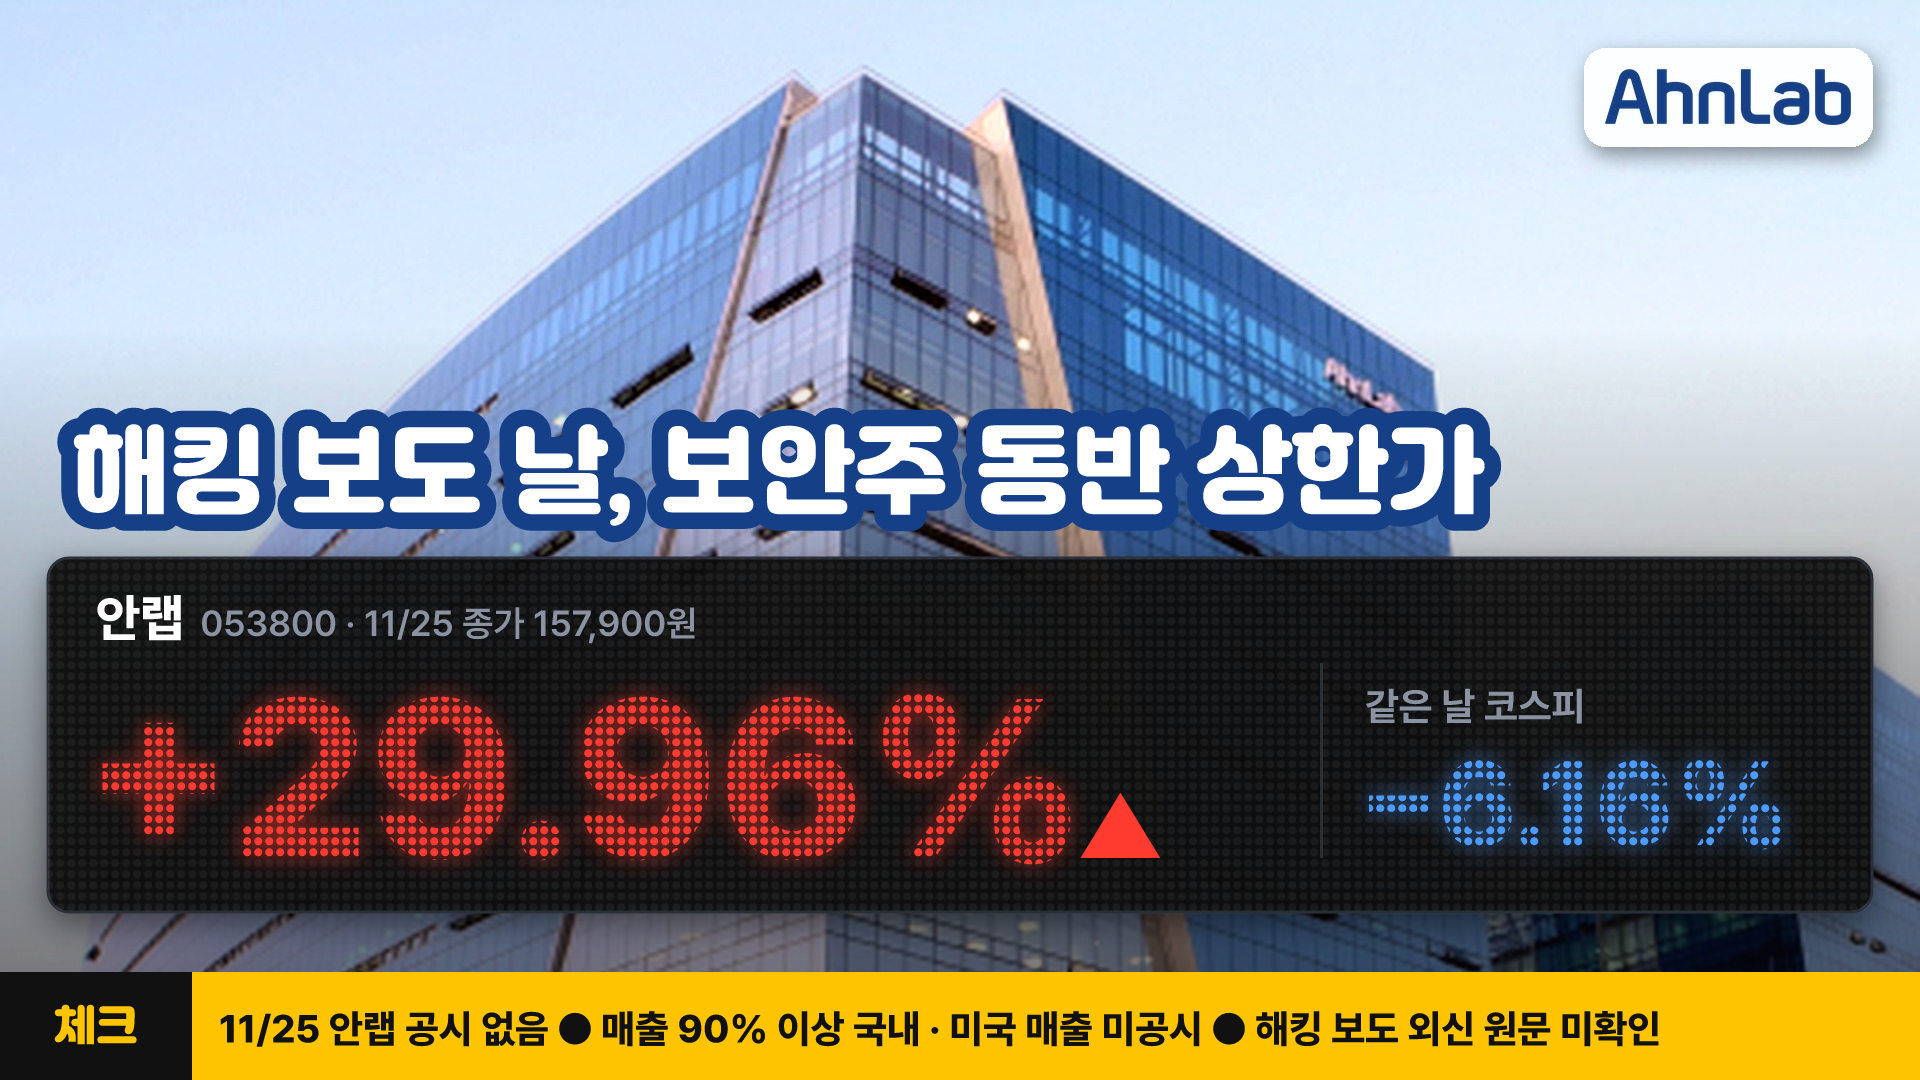 AhnLab
AhnLab
해킹 보도 날, 보안주 동반 상한가
안랩 053800 · 11/25 종가 157,900원
+29.96%▲
같은 날 코스피
-6.16%
체크 11/25 안랩 공시 없음 ● 매출 90% 이상 국내 · 미국 매출 미공시 ● 해킹 보도 외신 원문 미확인